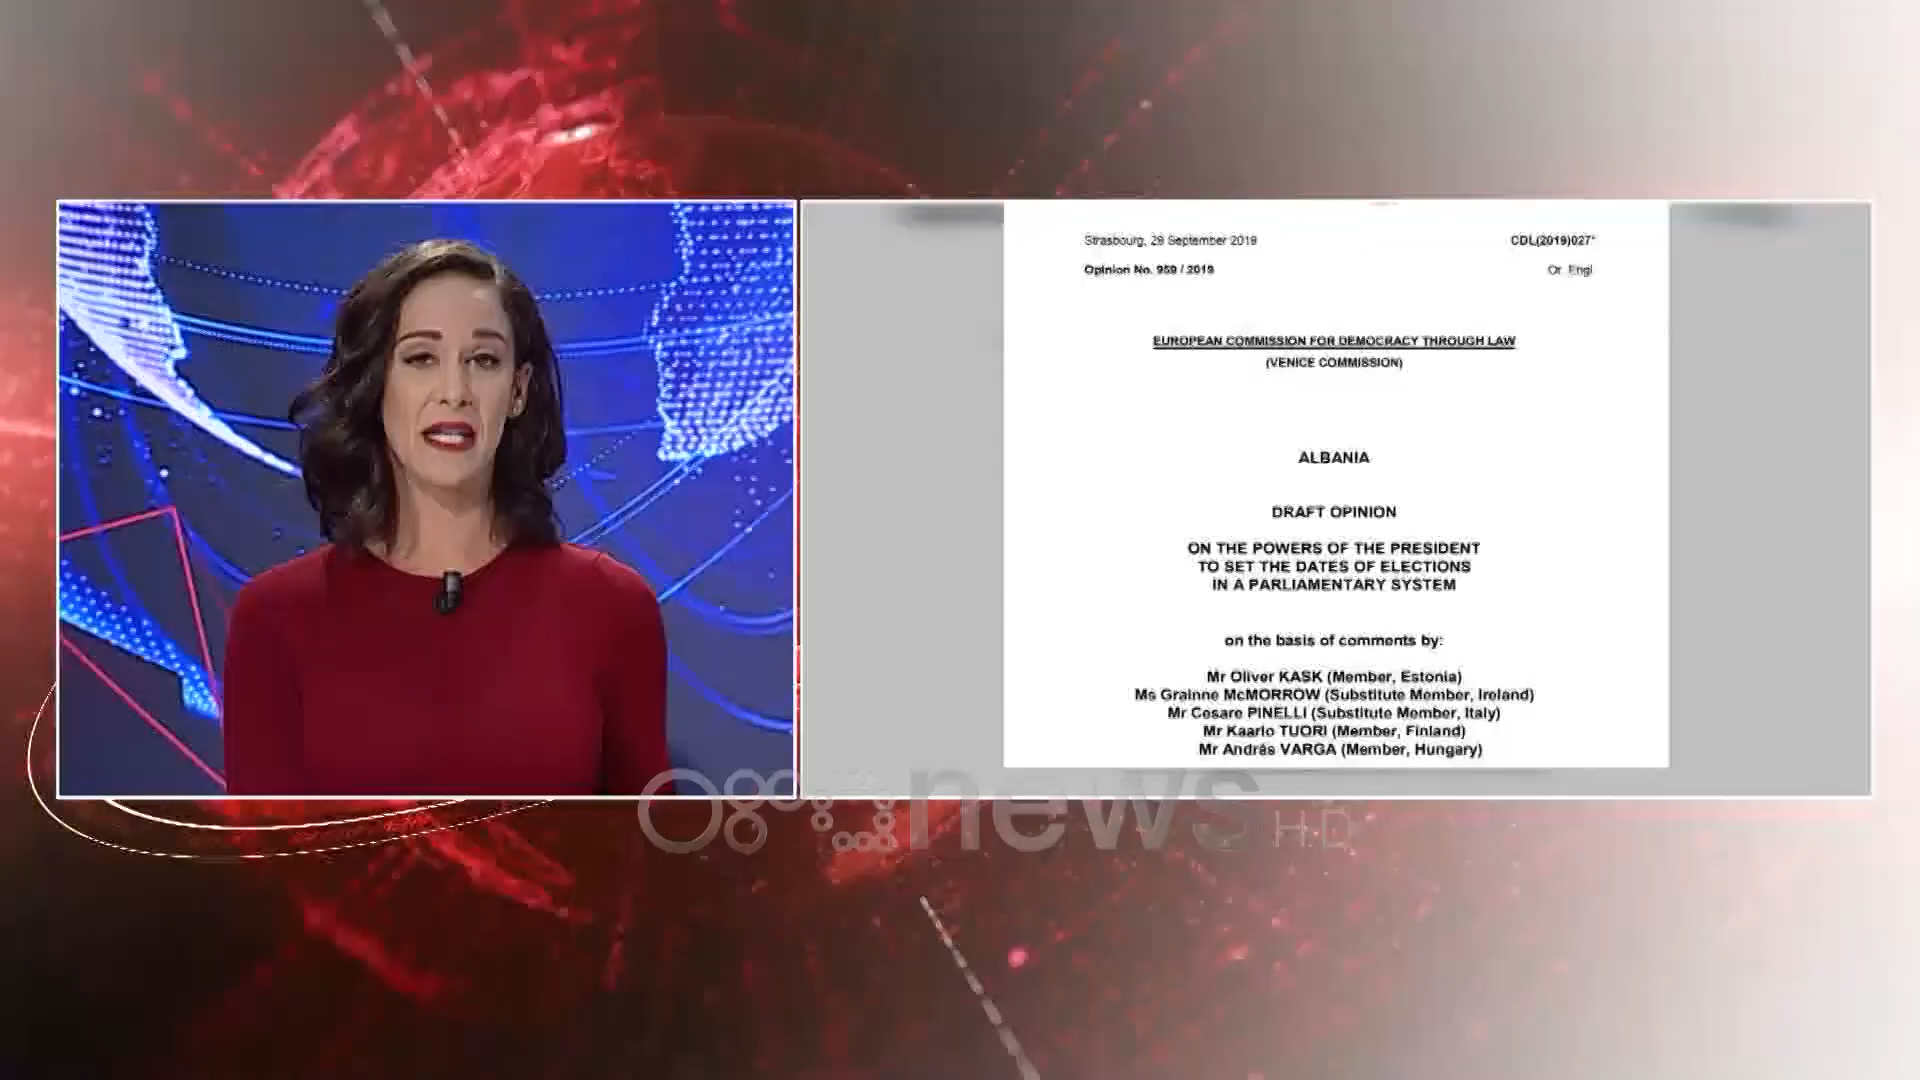 Strasbourg, 29 September 2019
CDL(2019)027*
Opinion No. 959 / 2019
Or. Engl
EUROPEAN COMMISSION FOR DEMOCRACY THROUGH LAW
(VENICE COMMISSION)
ALBANIA
DRAFT OPINION
ON THE POWERS OF THE PRESIDENT
TO SET THE DATES OF ELECTIONS
IN A PARLIAMENTARY SYSTEM
on the basis of comments by:
Mr Oliver KASK (Member, Estonia)
Ms Grainne McMORROW (Substitute Member, Ireland)
Mr Cesare PINELLI (Substitute Member, Italy)
Mr Kaarlo TUORI (Member, Finland)
Mr András VARGA (Member, Hungary)
news HD